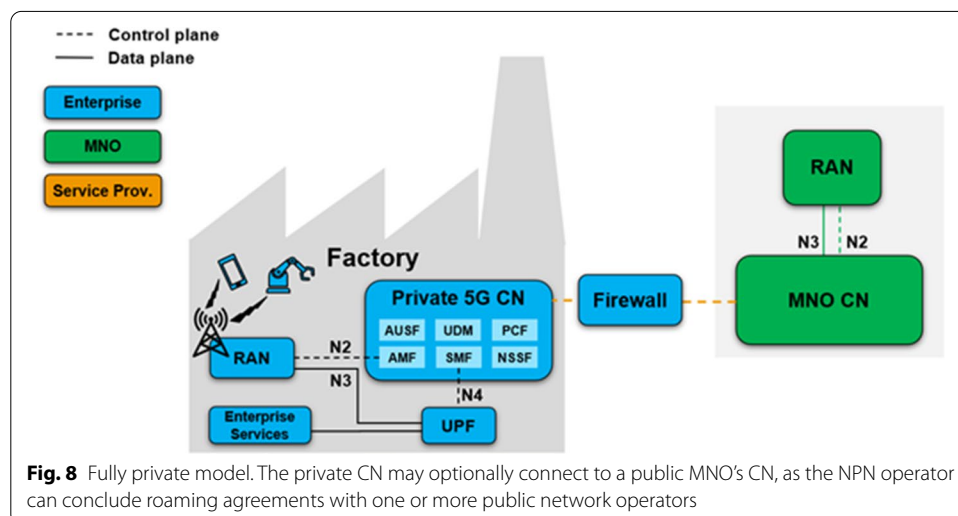 Control plane
Data plane
Enterprise
MNO
Service Prov.
RAN
N3
N2
MNO CN
Factory
Private 5G CN
AUSF
UDM
PCF
AMF
SMF
NSSF
Firewall
RAN
N2
N3
N4
Enterprise
Services
UPF
Fig. 8 Fully private model. The private CN may optionally connect to a public MNO's CN, as the NPN operator
can conclude roaming agreements with one or more public network operators